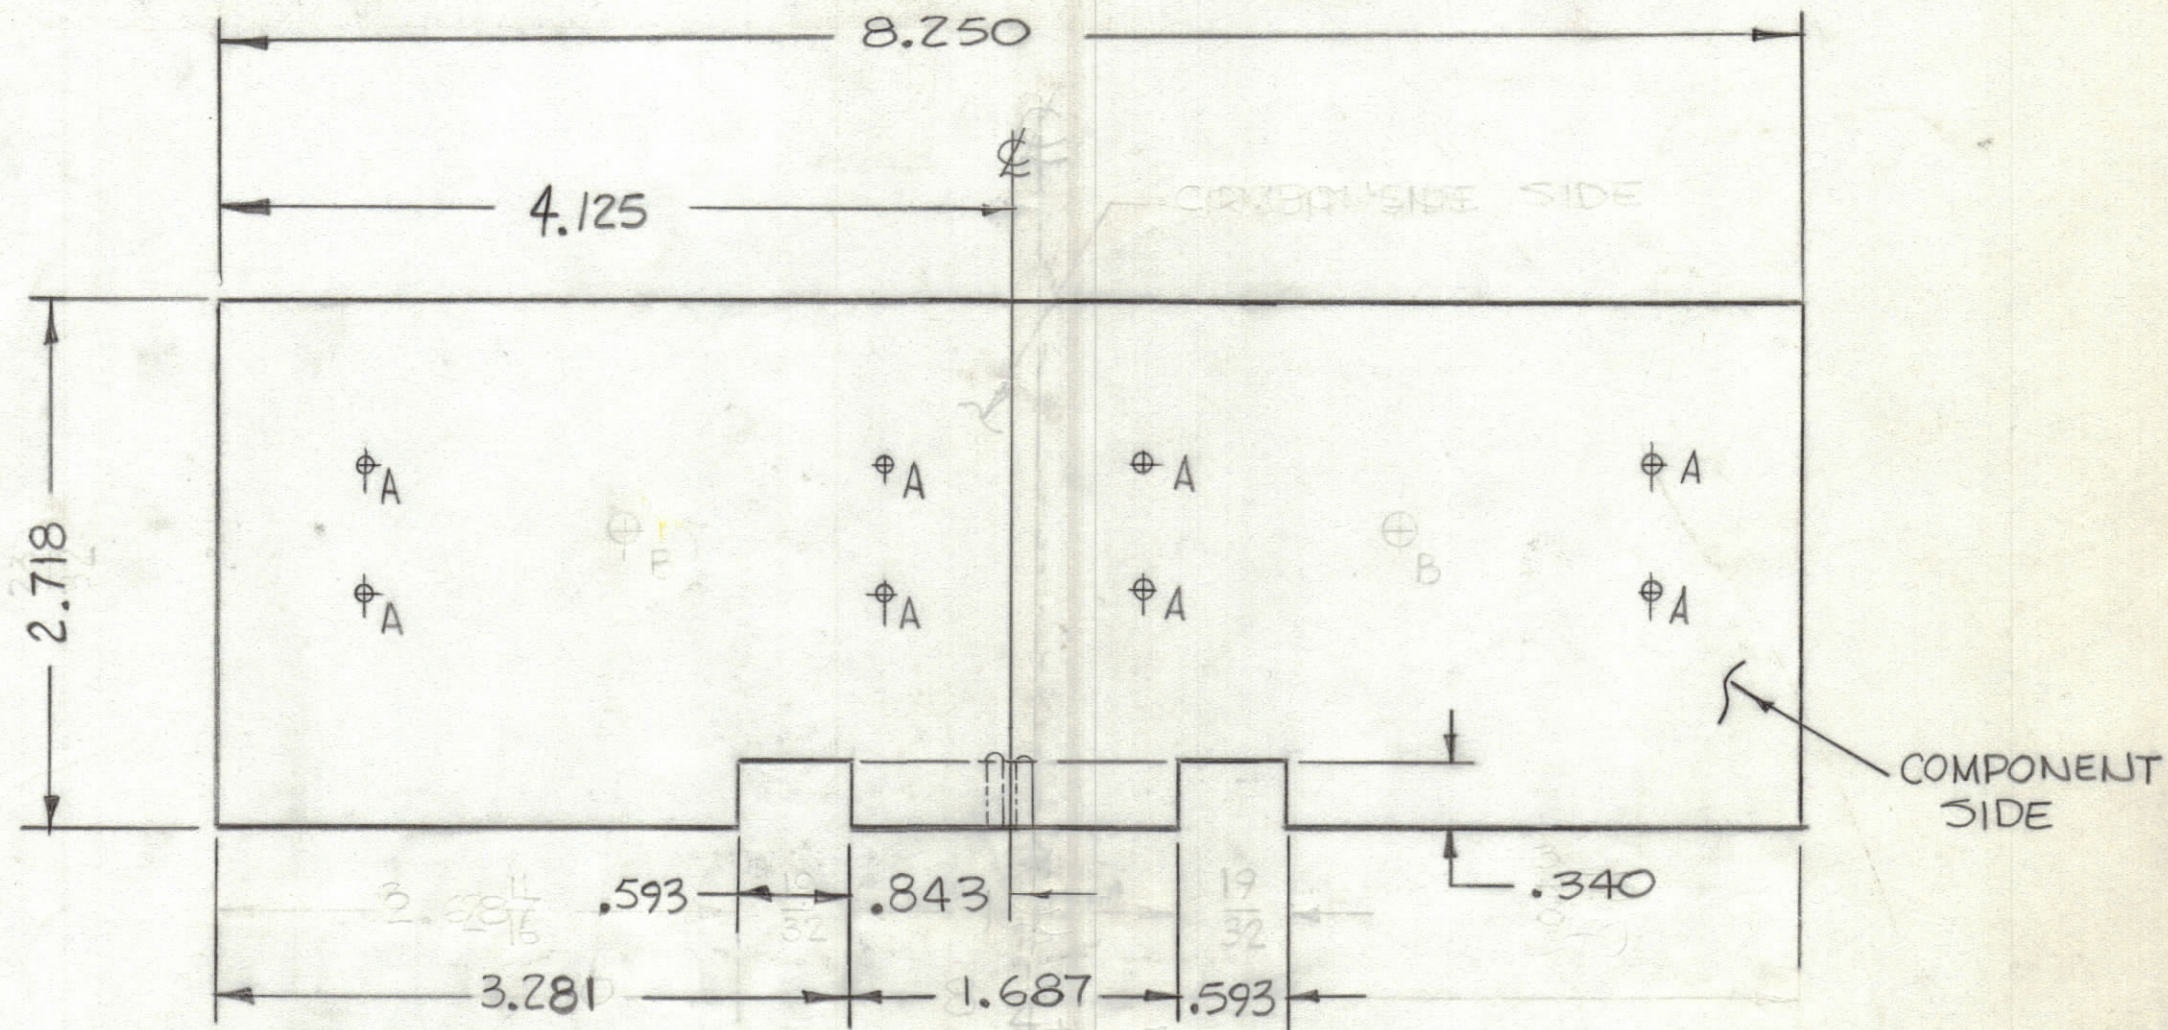 8.250
℄
4.125
SIDE
A
A
A
A
B
2.718
A
A
A
A
COMPONENT
SIDE
.593
.843
19
32
.340
19
32
3.281
1.687
.593